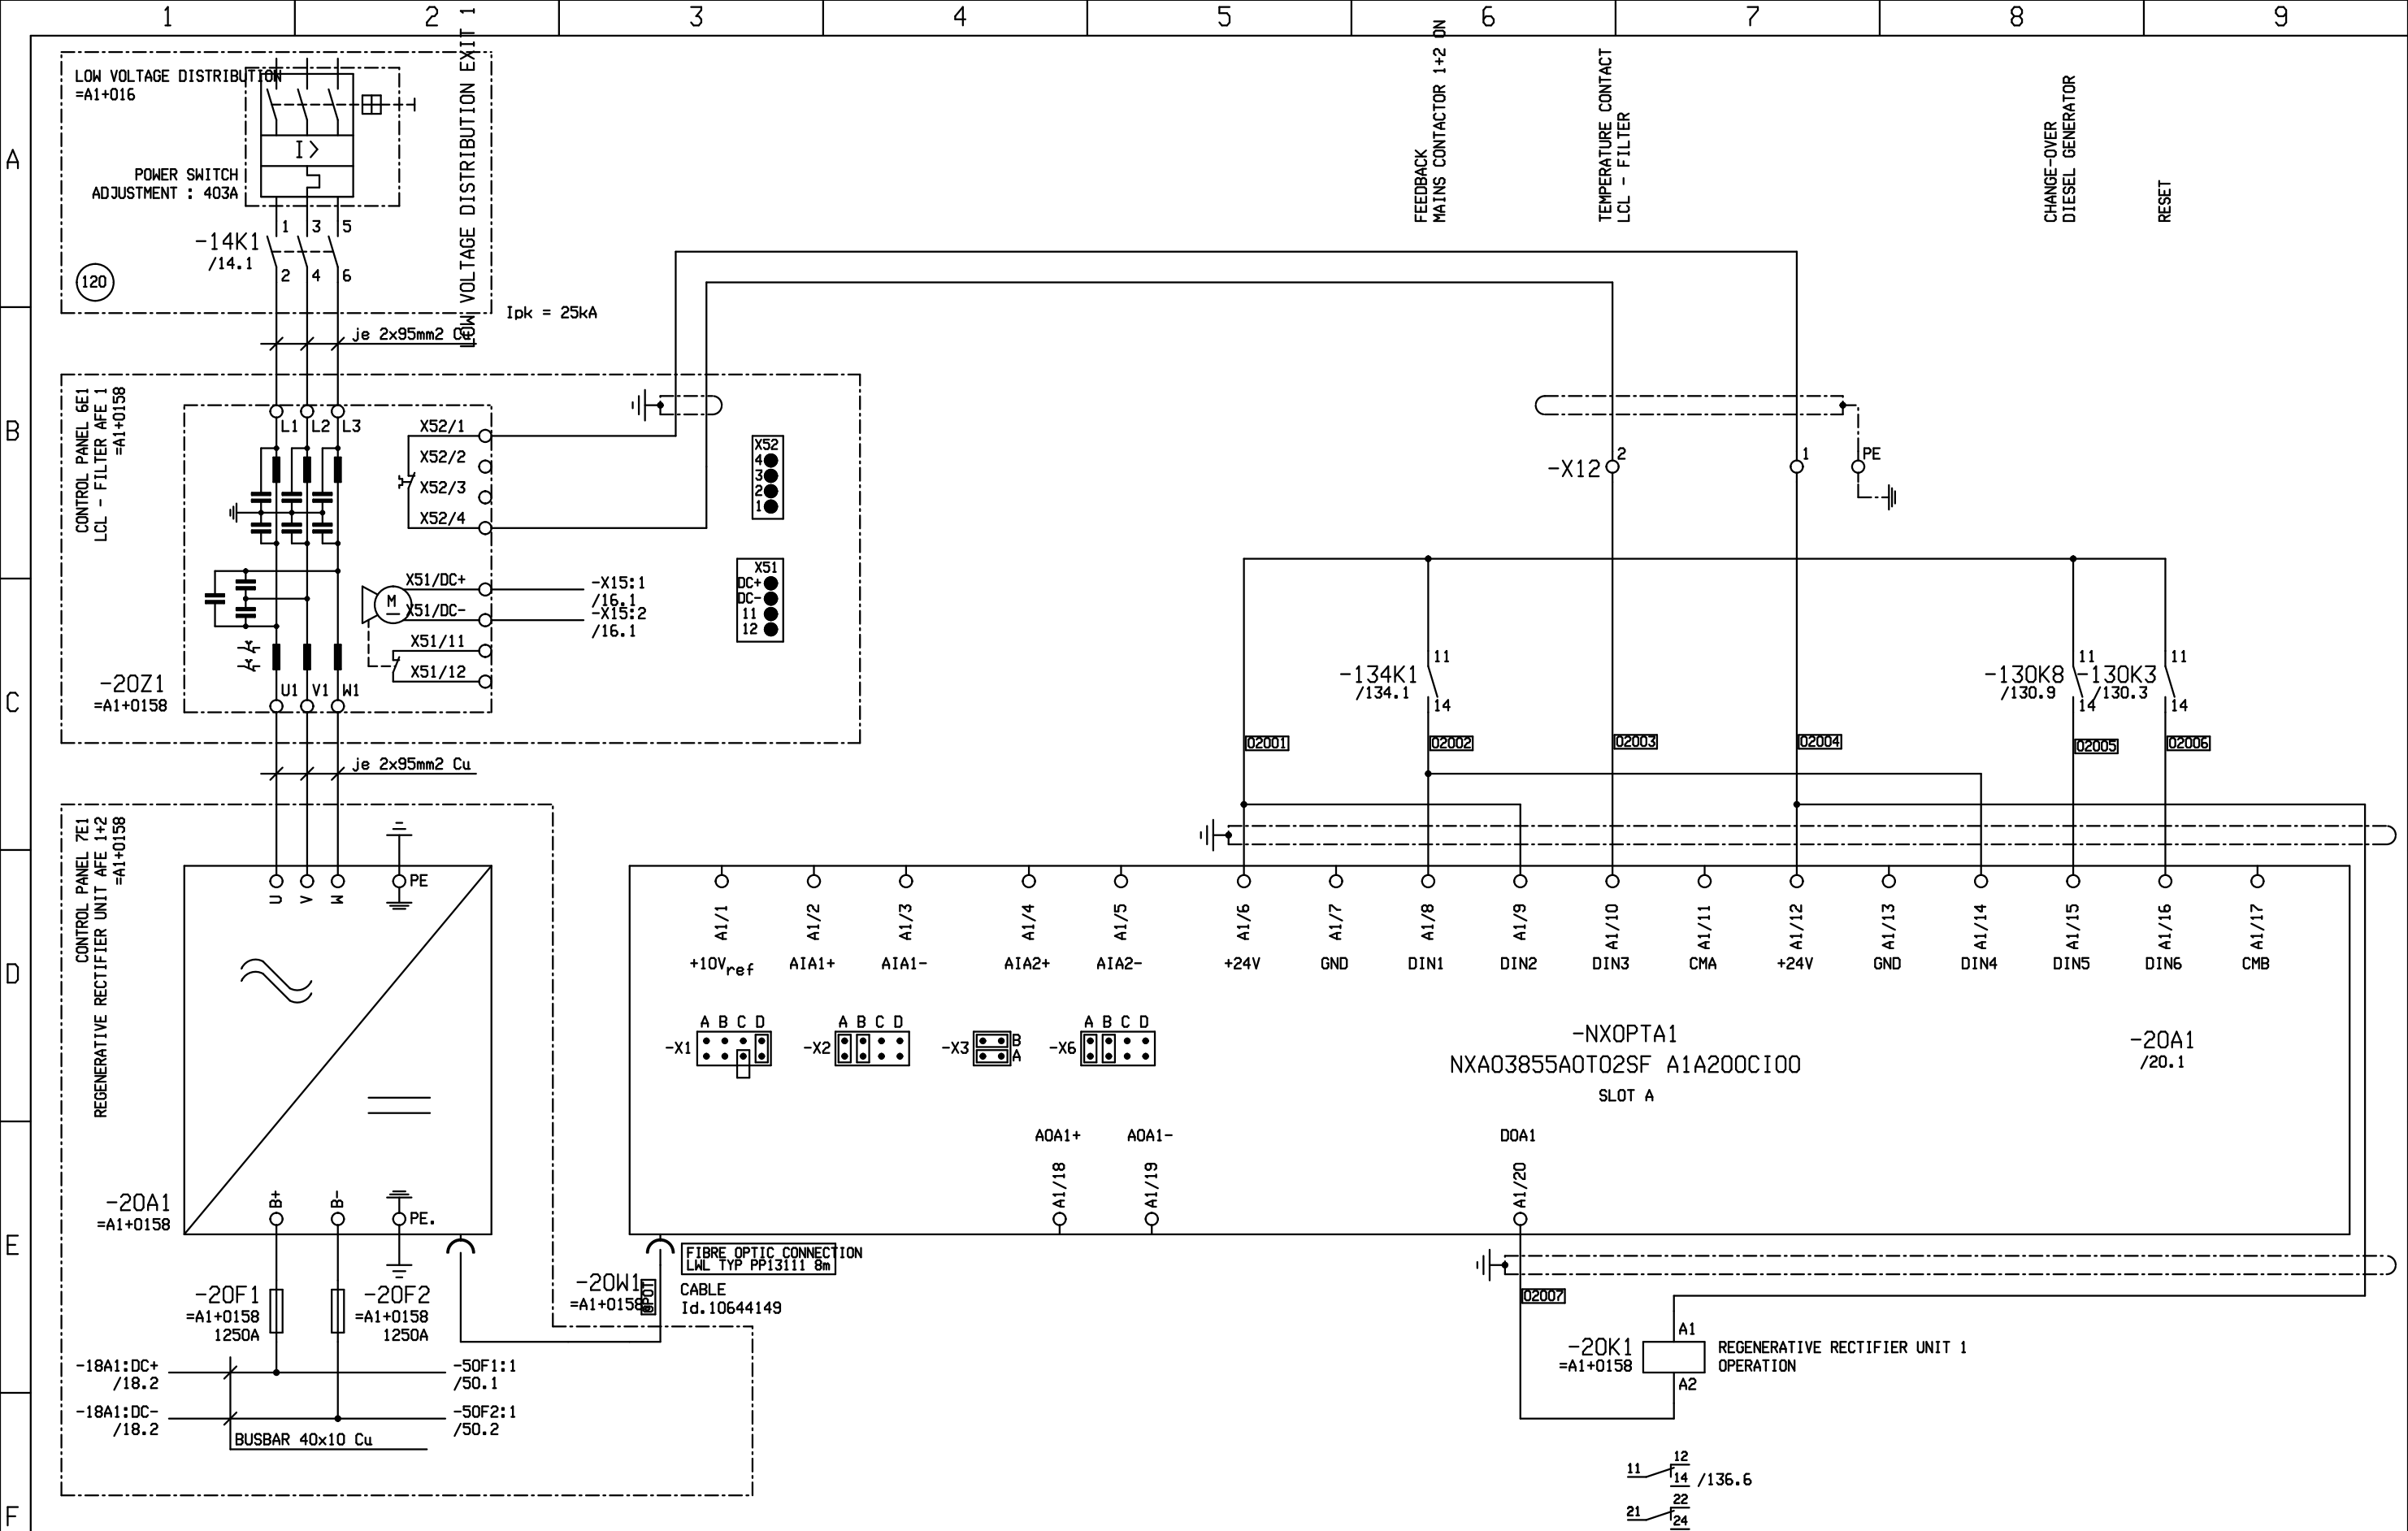 1 2 3 4 5 6 7 8 9
A
B
C
D
E
F
LOW VOLTAGE DISTRIBUTION
=A1+016
POWER SWITCH
ADJUSTMENT : 403A
I >
1 3 5
-14K1
/14.1
2 4 6
120
LOW VOLTAGE DISTRIBUTION EXIT 1
Ipk = 25kA
je 2x95mm2 Cu
FEEDBACK
MAINS CONTACTOR 1+2 ON
TEMPERATURE CONTACT
LCL - FILTER
CHANGE-OVER
DIESEL GENERATOR
RESET
CONTROL PANEL 6E1
LCL - FILTER AFE 1
=A1+0158
L1 L2 L3
X52/1
X52/2
X52/3
X52/4
X52
4
3
2
1
X51/DC+
X51/DC-
X51/11
X51/12
M
-X15:1
/16.1
-X15:2
/16.1
X51
DC+
DC-
11
12
-20Z1
=A1+0158
U1 V1 W1
je 2x95mm2 Cu
-X12
2
1
PE
-134K1
/134.1
11
14
-130K8
/130.9
11
14
-130K3
/130.3
11
14
02001
02002
02003
02004
02005
02006
CONTROL PANEL 7E1
REGENERATIVE RECTIFIER UNIT AFE 1+2
=A1+0158
U V W PE
-20A1
=A1+0158
B+ B- PE.
-20F1
=A1+0158
1250A
-20F2
=A1+0158
1250A
-18A1:DC+
/18.2
-18A1:DC-
/18.2
-50F1:1
/50.1
-50F2:1
/50.2
BUSBAR 40x10 Cu
A1/1 A1/2 A1/3 A1/4 A1/5 A1/6 A1/7 A1/8 A1/9 A1/10 A1/11 A1/12 A1/13 A1/14 A1/15 A1/16 A1/17
+10Vref AIA1+ AIA1- AIA2+ AIA2- +24V GND DIN1 DIN2 DIN3 CMA +24V GND DIN4 DIN5 DIN6 CMB
A B C D
-X1
A B C D
-X2
-X3
B
A
A B C D
-X6
-NXOPTA1
NXA03855A0T02SF A1A200CI00
SLOT A
-20A1
/20.1
AOA1+ AOA1- DOA1
A1/18 A1/19 A1/20
FIBRE OPTIC CONNECTION
LWL TYP PP13111 8m
-20W1
=A1+0158
CABLE
Id.10644149
02007
-20K1
=A1+0158
A1
A2
REGENERATIVE RECTIFIER UNIT 1
OPERATION
11 12
14 /136.6
21 22
24